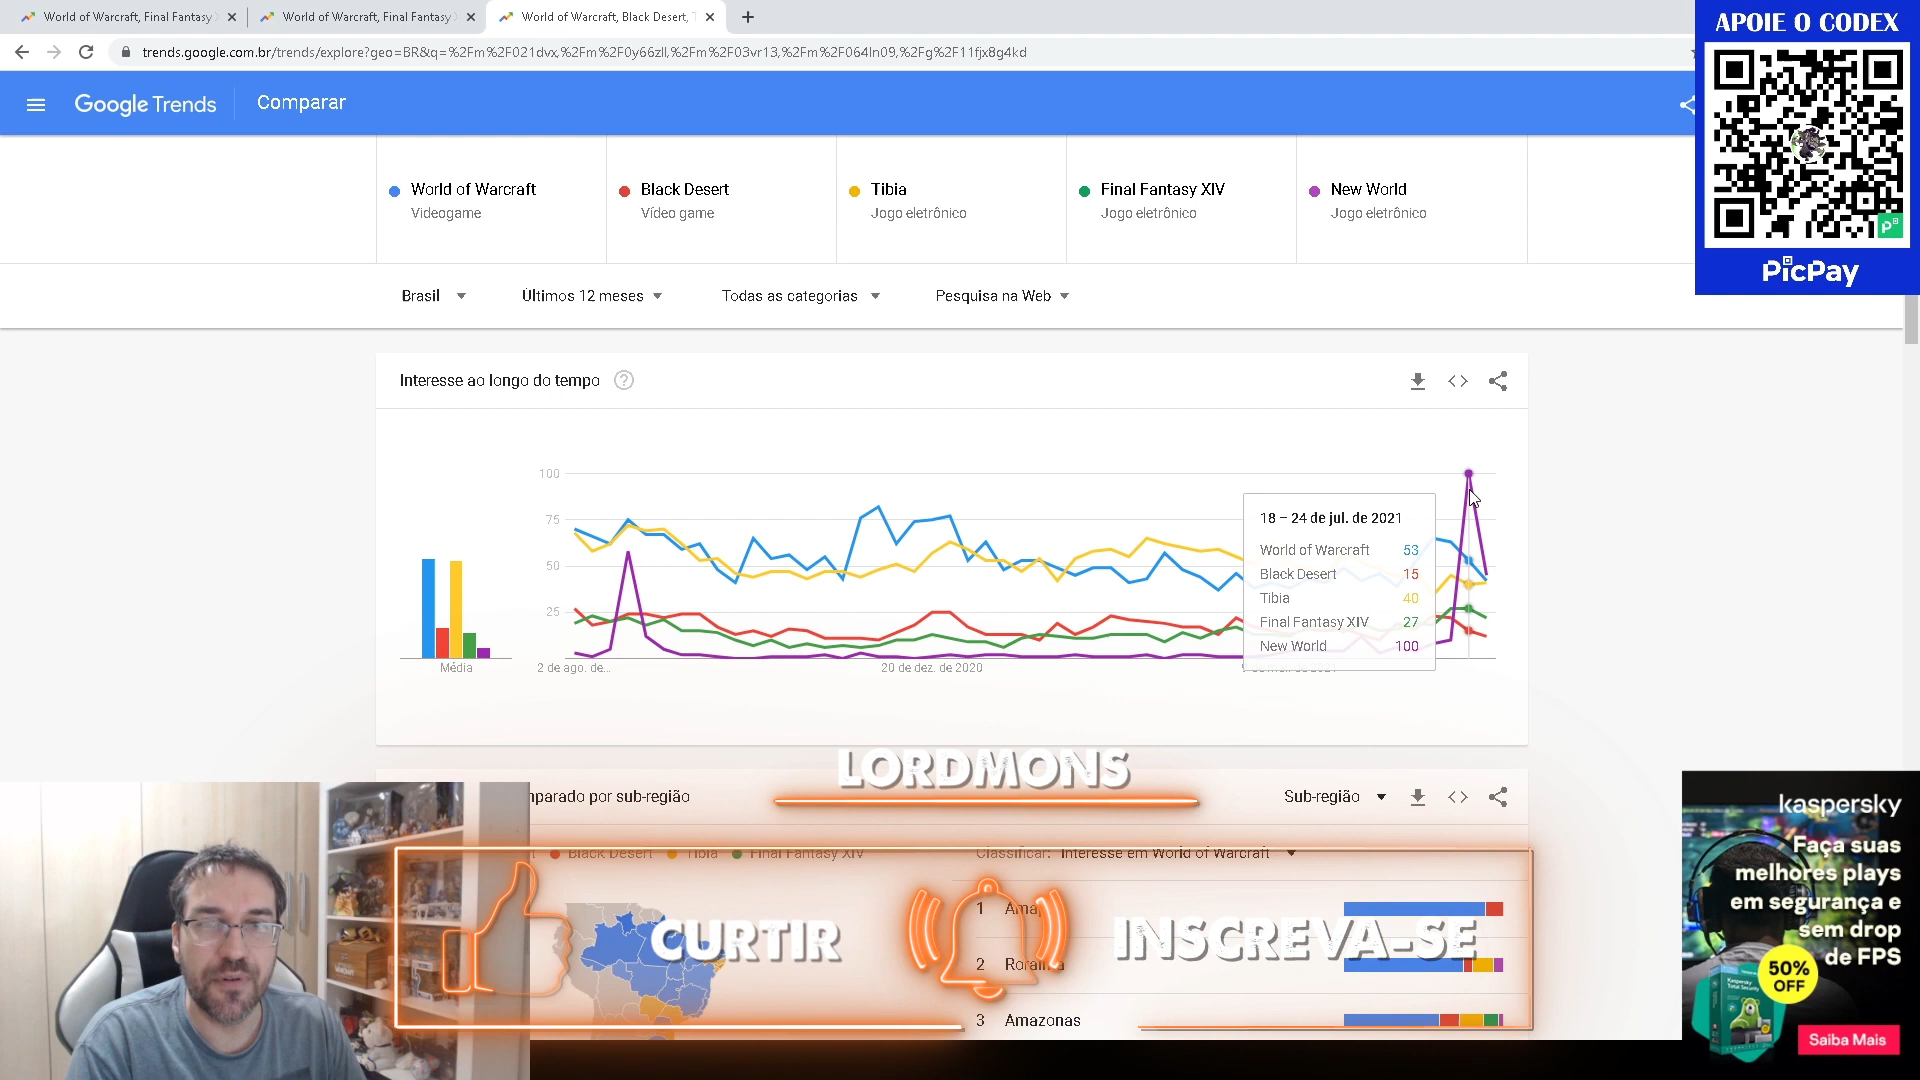 World of Warcraft, Final Fantasy
World of Warcraft, Final Fantasy
World of Warcraft, Black Desert,
trends.google.com.br/trends/explore?geo=BR&q=%2Fm%2F021dvx,%2Fm%2F0y66zll,%2Fm%2F03vr13,%2Fm%2F064ln09,%2Fg%2F11fjx8g4kd
APOIE O CODEX
PicPay
Google Trends
Comparar
World of Warcraft
Videogame
Black Desert
Vídeo game
Tibia
Jogo eletrônico
Final Fantasy XIV
Jogo eletrônico
New World
Jogo eletrônico
Brasil
Últimos 12 meses
Todas as categorias
Pesquisa na Web
Interesse ao longo do tempo
100
75
50
25
Média
2 de ago. de...
20 de dez. de 2020
18 – 24 de jul. de 2021
World of Warcraft 53
Black Desert 15
Tibia 40
Final Fantasy XIV 27
New World 100
LORDMONS
mparado por sub-região
Sub-região
Black Desert
Tibia
Final Fantasy XIV
Classificar: Interesse em World of Warcraft
1 Ama
2 Roraima
3 Amazonas
CURTIR
INSCREVA-SE
kaspersky
Faça suas
melhores plays
em segurança e
sem drop
de FPS
50%
OFF
Saiba Mais